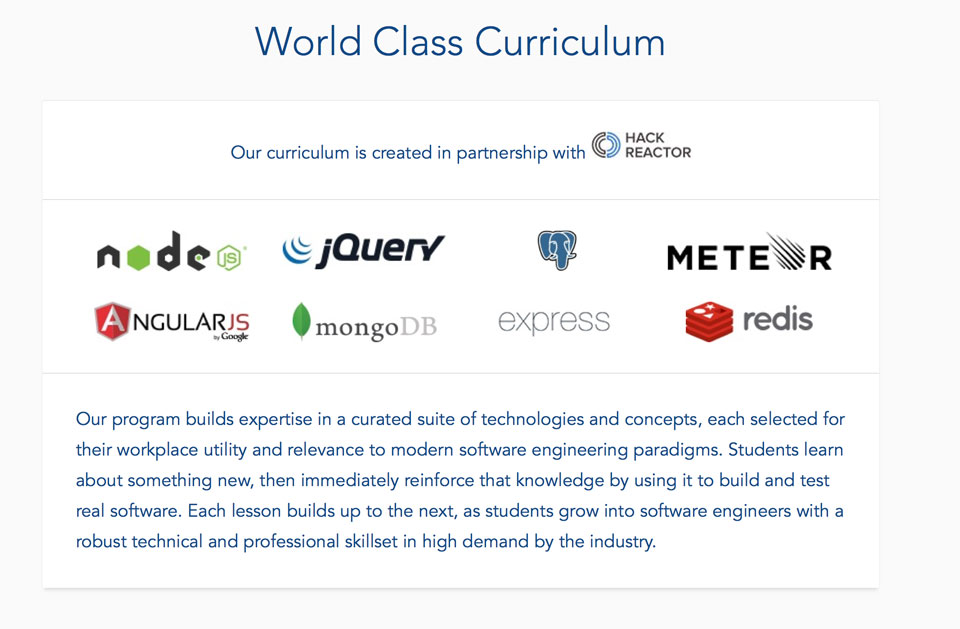 World Class Curriculum
Our curriculum is created in partnership with HACK REACTOR
node JS jQuery METEOR
ANGULARJS by Google mongoDB express redis
Our program builds expertise in a curated suite of technologies and concepts, each selected for
their workplace utility and relevance to modern software engineering paradigms. Students learn
about something new, then immediately reinforce that knowledge by using it to build and test
real software. Each lesson builds up to the next, as students grow into software engineers with a
robust technical and professional skillset in high demand by the industry.